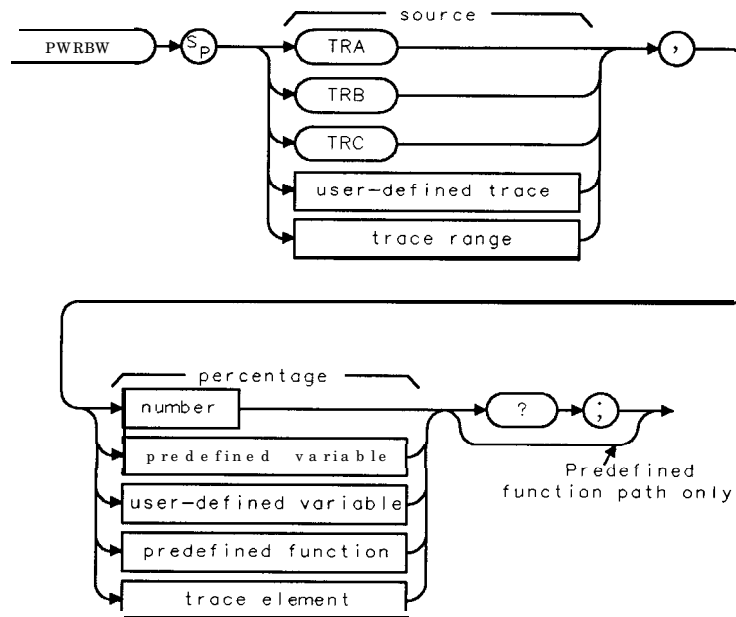 source
PWRBW
SP
TRA
,
TRB
TRC
user-defined trace
trace range
percentage
number
?
;
predefined variable
Predefined
function path only
user-defined variable
predefined function
trace element